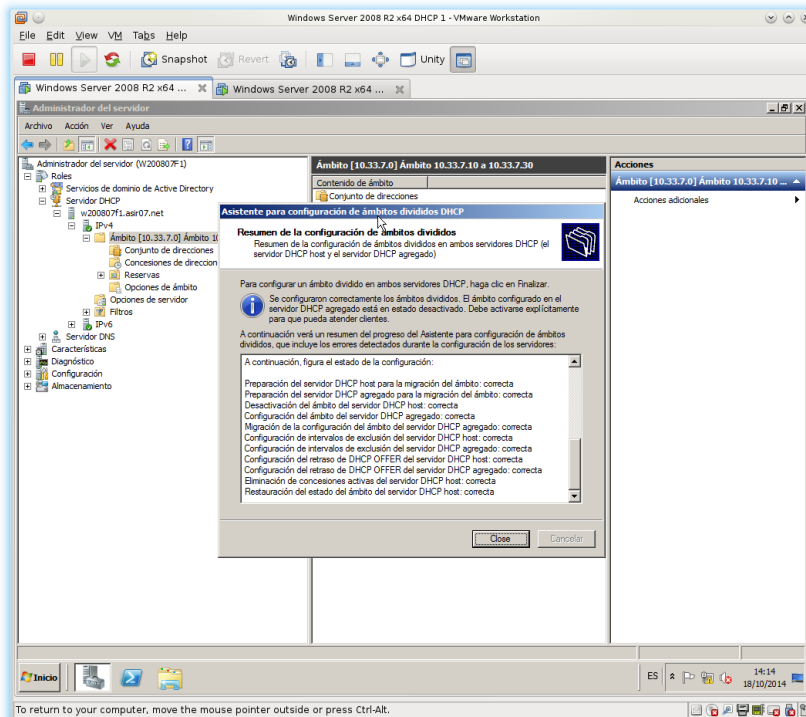 Windows Server 2008 R2 x64 DHCP 1 - VMware Workstation
File Edit View VM Tabs Help
Snapshot Revert Unity
Windows Server 2008 R2 x64 ... Windows Server 2008 R2 x64 ...
Administrador del servidor
Archivo Acción Ver Ayuda
Administrador del servidor (W200807F1)
Roles
Servicios de dominio de Active Directory
Servidor DHCP
w200807f1.asir07.net
IPv4
Ámbito [10.33.7.0] Ámbito 10
Conjunto de direcciones
Concesiones de direccion
Reservas
Opciones de ámbito
Opciones de servidor
Filtros
IPv6
Servidor DNS
Características
Diagnóstico
Configuración
Almacenamiento
Ámbito [10.33.7.0] Ámbito 10.33.7.10 a 10.33.7.30
Contenido de ámbito
Conjunto de direcciones
Acciones
Ámbito [10.33.7.0] Ámbito 10.33.7.10 ...
Acciones adicionales
Asistente para configuración de ámbitos divididos DHCP
Resumen de la configuración de ámbitos divididos
Resumen de la configuración de ámbitos divididos en ambos servidores DHCP (el
servidor DHCP host y el servidor DHCP agregado)
Para configurar un ámbito dividido en ambos servidores DHCP, haga clic en Finalizar.
Se configuraron correctamente los ámbitos divididos. El ámbito configurado en el
servidor DHCP agregado está en estado desactivado. Debe activarse explícitamente
para que pueda atender clientes.
A continuación verá un resumen del progreso del Asistente para configuración de ámbitos
divididos, que incluye los errores detectados durante la configuración de los servidores:
A continuación, figura el estado de la configuración:
Preparación del servidor DHCP host para la migración del ámbito: correcta
Preparación del servidor DHCP agregado para la migración del ámbito: correcta
Desactivación del ámbito del servidor DHCP host: correcta
Configuración del ámbito del servidor DHCP agregado: correcta
Migración de la configuración del ámbito del servidor DHCP agregado: correcta
Configuración de intervalos de exclusión del servidor DHCP host: correcta
Configuración de intervalos de exclusión del servidor DHCP agregado: correcta
Configuración del retraso de DHCP OFFER del servidor DHCP host: correcta
Configuración del retraso de DHCP OFFER del servidor DHCP agregado: correcta
Eliminación de concesiones activas del servidor DHCP host: correcta
Restauración del estado del ámbito del servidor DHCP host: correcta
Close Cancelar
Inicio
ES
14:14
18/10/2014
To return to your computer, move the mouse pointer outside or press Ctrl-Alt.